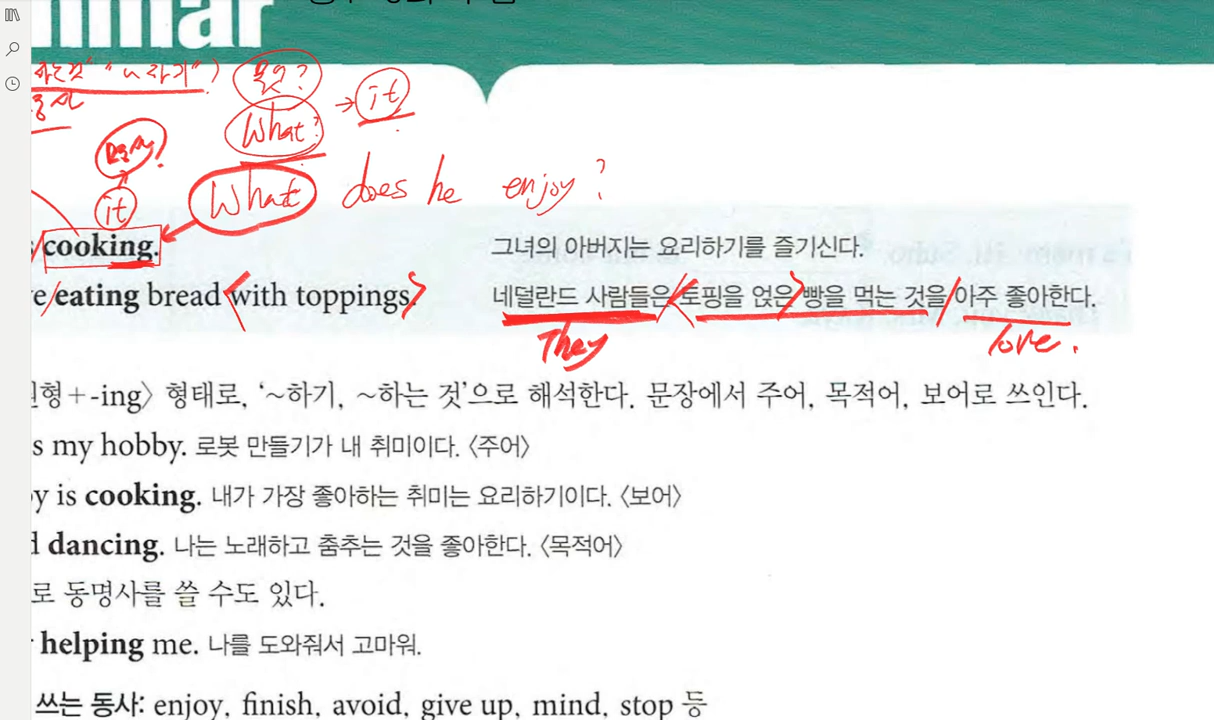 하는것" "~하기")
무엇?
What?
→ it
it
What does he enjoy?
cooking. 그녀의 아버지는 요리하기를 즐기신다.
e/eating bread <with toppings> 네덜란드 사람들은/<토핑을 얹은>빵을 먹는 것을/아주 좋아한다.
They love.
형+-ing〉 형태로, '~하기, ~하는 것'으로 해석한다. 문장에서 주어, 목적어, 보어로 쓰인다.
s my hobby. 로봇 만들기가 내 취미이다. 〈주어〉
y is cooking. 내가 가장 좋아하는 취미는 요리하기이다. 〈보어〉
d dancing. 나는 노래하고 춤추는 것을 좋아한다. 〈목적어〉
로 동명사를 쓸 수도 있다.
helping me. 나를 도와줘서 고마워.
쓰는 동사: enjoy, finish, avoid, give up, mind, stop 등